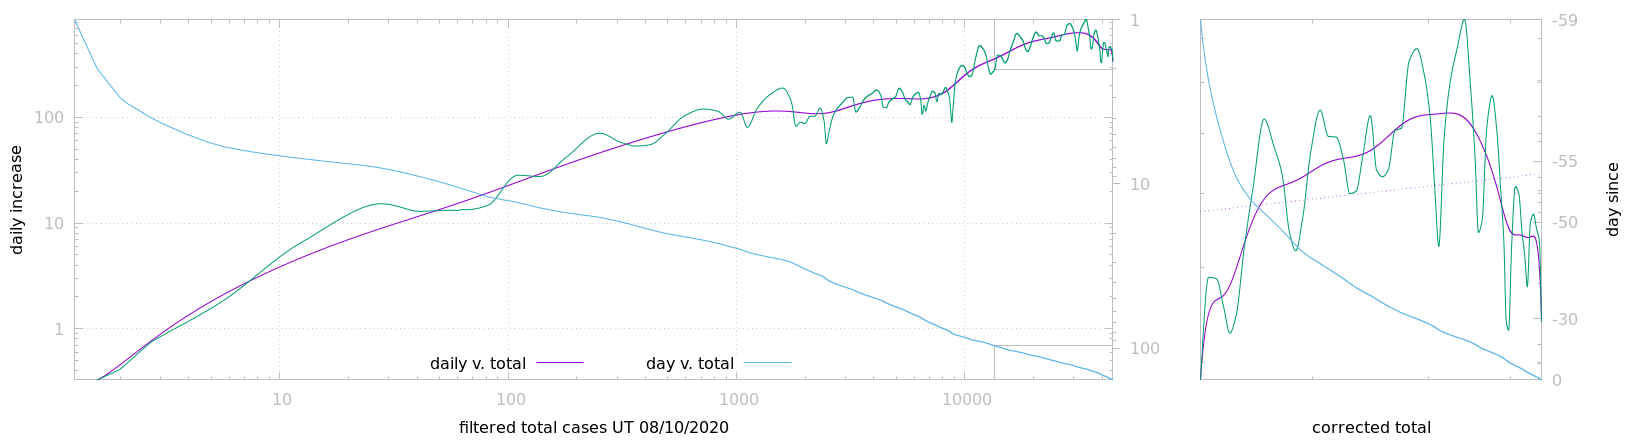 daily increase
100
10
1
10
100
1000
10000
1
10
100
daily v. total
day v. total
filtered total cases UT 08/10/2020
-59
-55
-50
-30
0
day since
corrected total